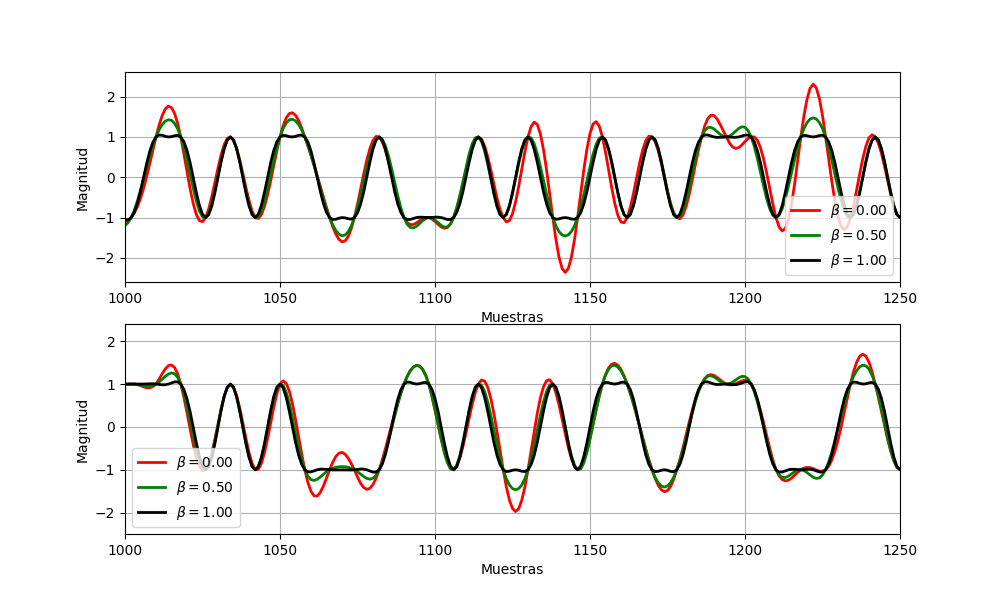 2
1
0
−1
−2
Magnitud
1000 1050 1100 1150 1200 1250
Muestras
β = 0.00
β = 0.50
β = 1.00
2
1
0
−1
−2
Magnitud
β = 0.00
β = 0.50
β = 1.00
1000 1050 1100 1150 1200 1250
Muestras